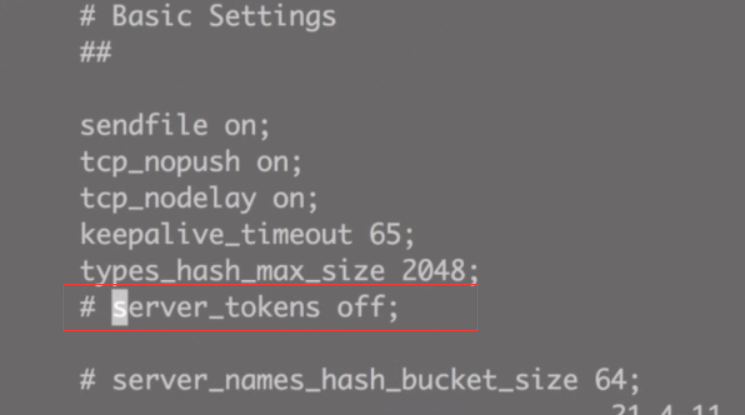 # Basic Settings
##
sendfile on;
tcp_nopush on;
tcp_nodelay on;
keepalive_timeout 65;
types_hash_max_size 2048;
# server_tokens off;
# server_names_hash_bucket_size 64;